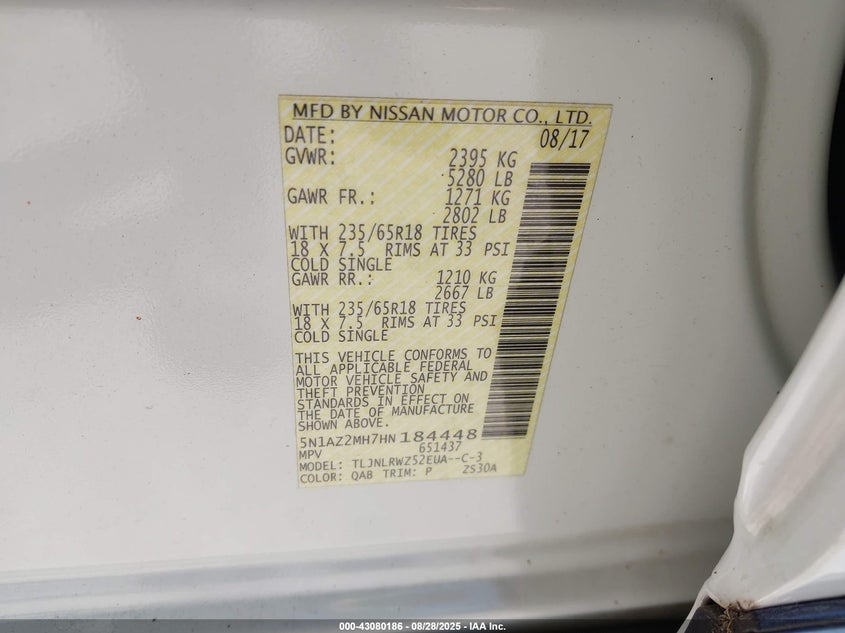 MFD BY NISSAN MOTOR CO., LTD.
DATE: 08/17
GVWR: 2395 KG
5280 LB
GAWR FR.: 1271 KG
2802 LB
WITH 235/65R18 TIRES
18 X 7.5 RIMS AT 33 PSI
COLD SINGLE
GAWR RR.: 1210 KG
2667 LB
WITH 235/65R18 TIRES
18 X 7.5 RIMS AT 33 PSI
COLD SINGLE
THIS VEHICLE CONFORMS TO
ALL APPLICABLE FEDERAL
MOTOR VEHICLE SAFETY AND
THEFT PREVENTION
STANDARDS IN EFFECT ON
THE DATE OF MANUFACTURE
SHOWN ABOVE.
5N1AZ2MH7HN184448
MPV 651437
MODEL: TLJNLRWZ52EUA--C-3
COLOR: QAB TRIM: P ZS30A
000-43080186 - 08/28/2025 - IAA Inc.